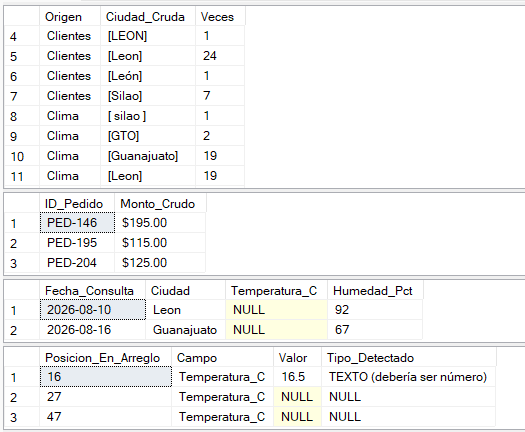 Origen Ciudad_Cruda Veces
4 Clientes [LEON] 1
5 Clientes [Leon] 24
6 Clientes [León] 1
7 Clientes [Silao] 7
8 Clima [ silao ] 1
9 Clima [GTO] 2
10 Clima [Guanajuato] 19
11 Clima [Leon] 19
ID_Pedido Monto_Crudo
1 PED-146 $195.00
2 PED-195 $115.00
3 PED-204 $125.00
Fecha_Consulta Ciudad Temperatura_C Humedad_Pct
1 2026-08-10 Leon NULL 92
2 2026-08-16 Guanajuato NULL 67
Posicion_En_Arreglo Campo Valor Tipo_Detectado
1 16 Temperatura_C 16.5 TEXTO (debería ser número)
2 27 Temperatura_C NULL NULL
3 47 Temperatura_C NULL NULL